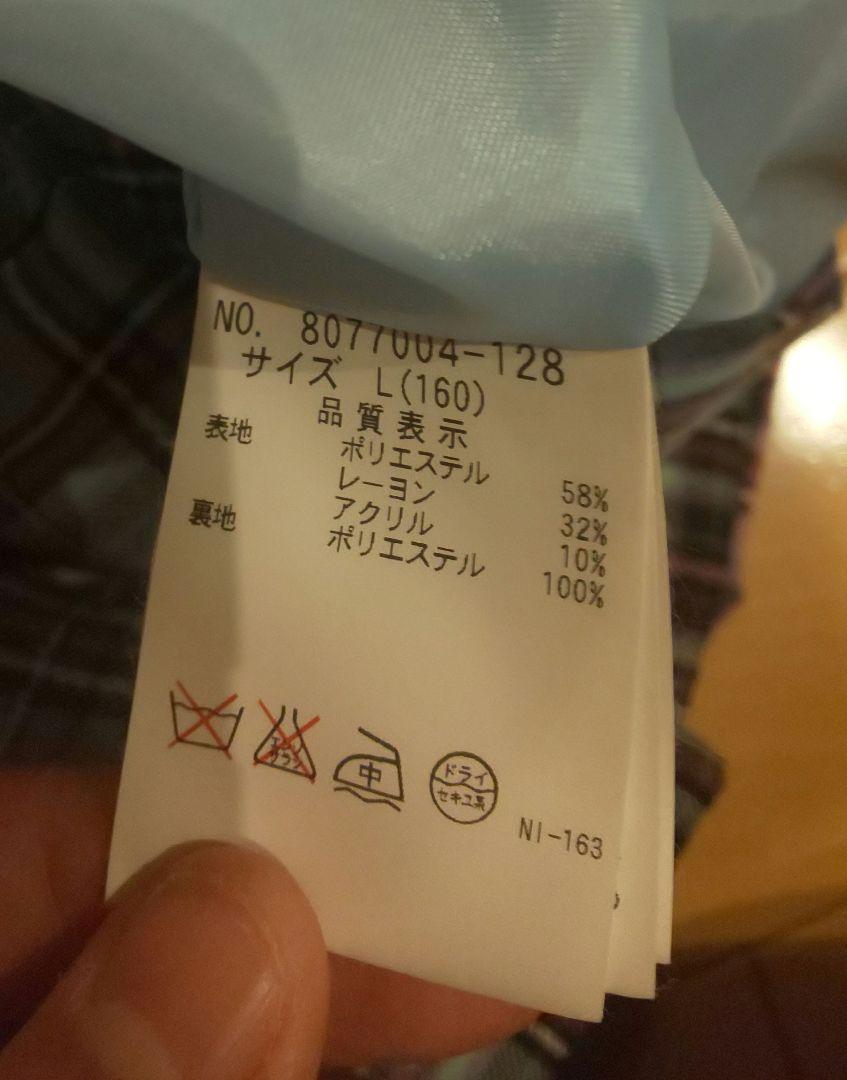 NO. 8077004-128
サイズ L(160)
品質表示
表地 ポリエステル 58%
レーヨン 32%
アクリル 10%
裏地 ポリエステル 100%
中
ドライ
セキユ系
NI-163